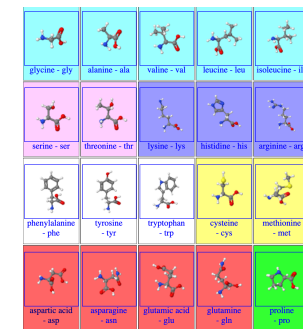 glycine - gly alanine - ala valine - val leucine - leu isoleucine - il
serine - ser threonine - thr lysine - lys histidine - his arginine - arg
phenylalanine tyrosine tryptophan cysteine methionine
- phe - tyr - trp - cys - met
aspartic acid asparagine glutamic acid glutamine proline
- asp - asn - glu - gln - pro